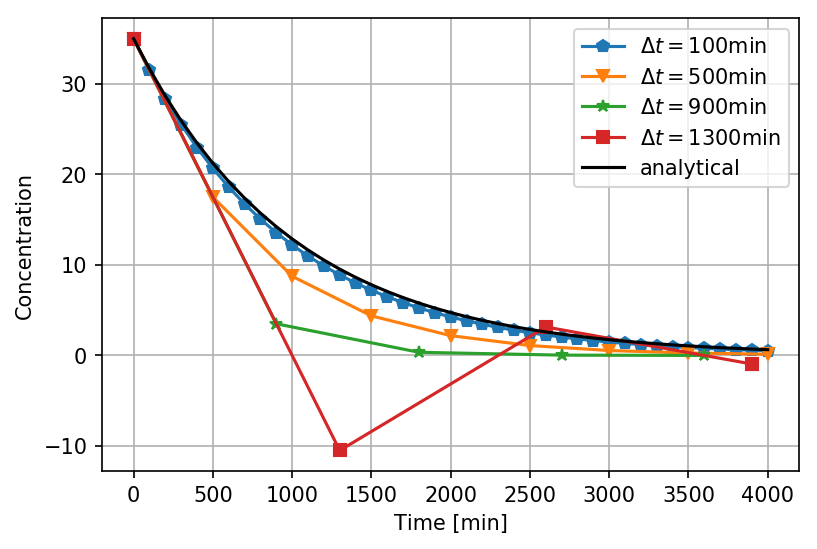 Δt = 100min
Δt = 500min
Δt = 900min
Δt = 1300min
analytical
30
20
10
0
−10
Concentration
0 500 1000 1500 2000 2500 3000 3500 4000
Time [min]